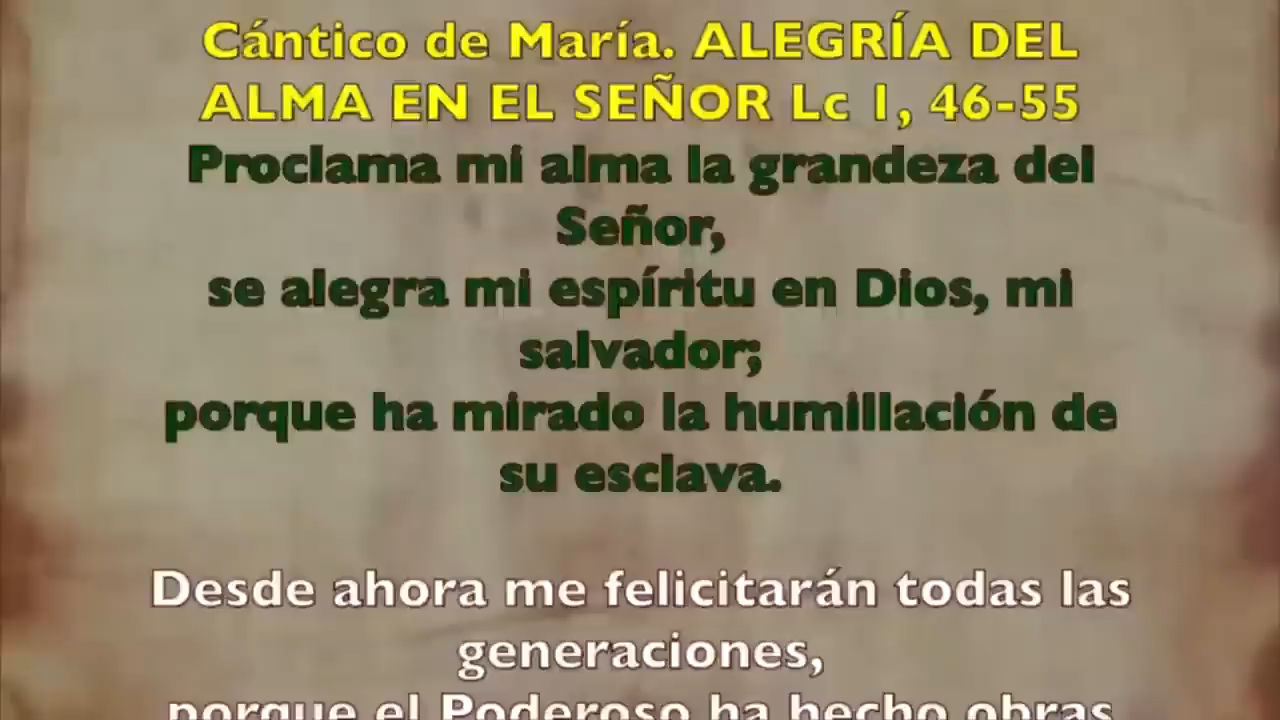 Cántico de María. ALEGRÍA DEL
ALMA EN EL SEÑOR Lc 1, 46-55
Proclama mi alma la grandeza del
Señor,
se alegra mi espíritu en Dios, mi
salvador;
porque ha mirado la humillación de
su esclava.
Desde ahora me felicitarán todas las
generaciones,
porque el Poderoso ha hecho obras